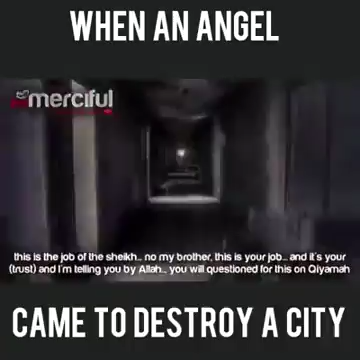 WHEN AN ANGEL
merciful
this is the job of the sheikh... no my brother, this is your job... and it's your
(trust) and I'm telling you by Allah... you will questioned for this on Qiyamah
CAME TO DESTROY A CITY